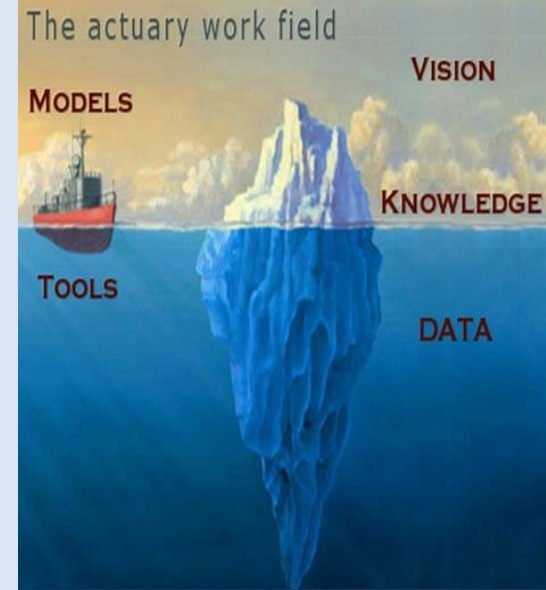 The actuary work field
VISION
MODELS
KNOWLEDGE
TOOLS
DATA